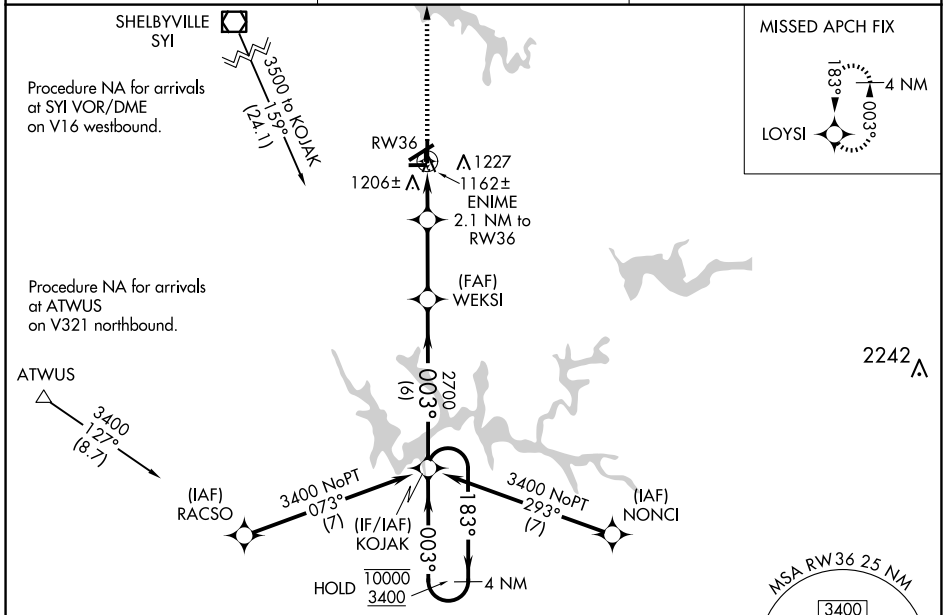 SHELBYVILLE
SYI
Procedure NA for arrivals
at SYI VOR/DME
on V16 westbound.
3500 to KOJAK
159°
(24.1)
MISSED APCH FIX
183°
4 NM
003°
LOYSI
RW36
1227
1206±
1162±
ENIME
2.1 NM to
RW36
(FAF)
WEKSI
Procedure NA for arrivals
at ATWUS
on V321 northbound.
2242
ATWUS
3400
127°
(8.7)
2700
003°
(6)
(IAF)
RACSO
3400 NoPT
073°
(7)
(IF/IAF)
KOJAK
3400 NoPT
293°
(7)
(IAF)
NONCI
183°
003°
HOLD
10000
3400
4 NM
MSA RW36 25 NM
3400